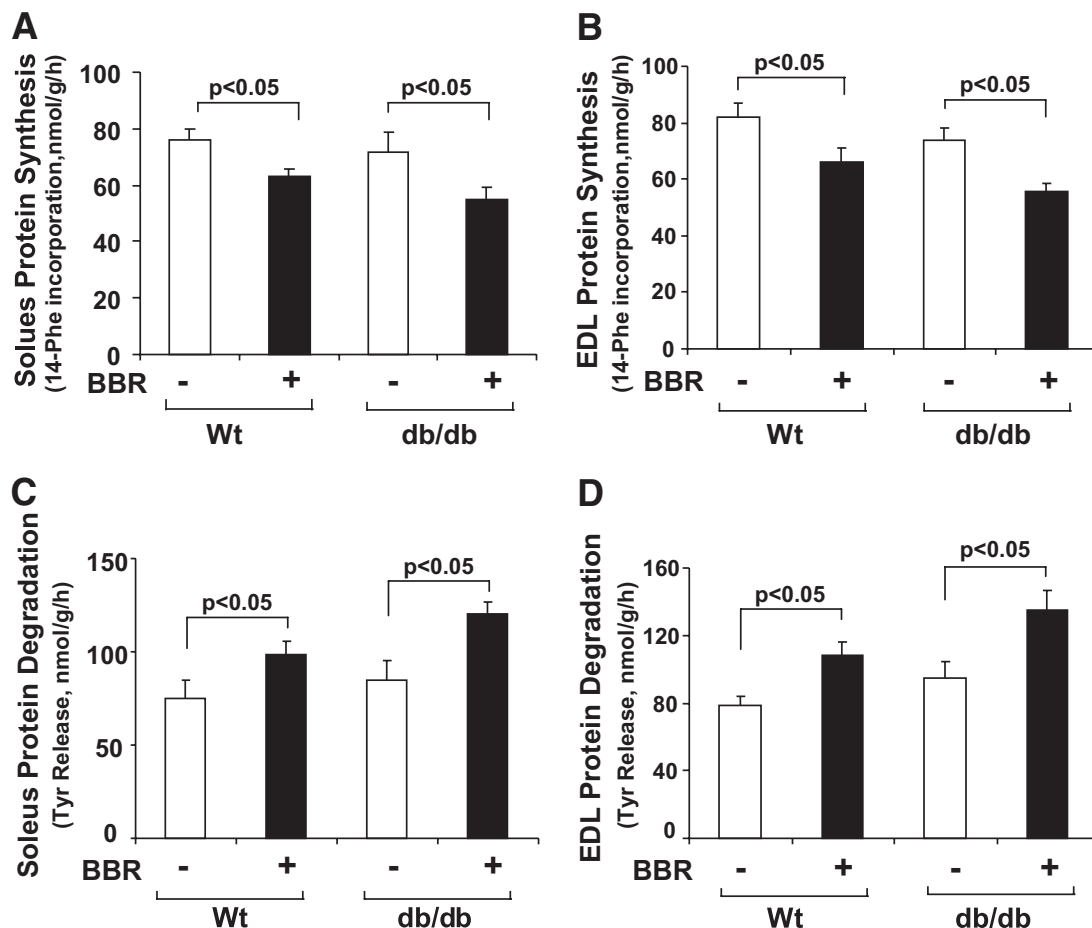 A
Solues Protein Synthesis
(14-Phe incorporation,nmol/g/h)
100
80
60
40
20
0
p<0.05
p<0.05
BBR - + - +
Wt db/db
B
EDL Protein Synthesis
(14-Phe incorporation,nmol/g/h)
100
80
60
40
20
0
p<0.05
p<0.05
BBR - + - +
Wt db/db
C
Soleus Protein Degradation
(Tyr Release, nmol/g/h)
150
100
50
0
p<0.05
p<0.05
BBR - + - +
Wt db/db
D
EDL Protein Degradation
(Tyr Release, nmol/g/h)
160
120
80
40
0
p<0.05
p<0.05
BBR - + - +
Wt db/db